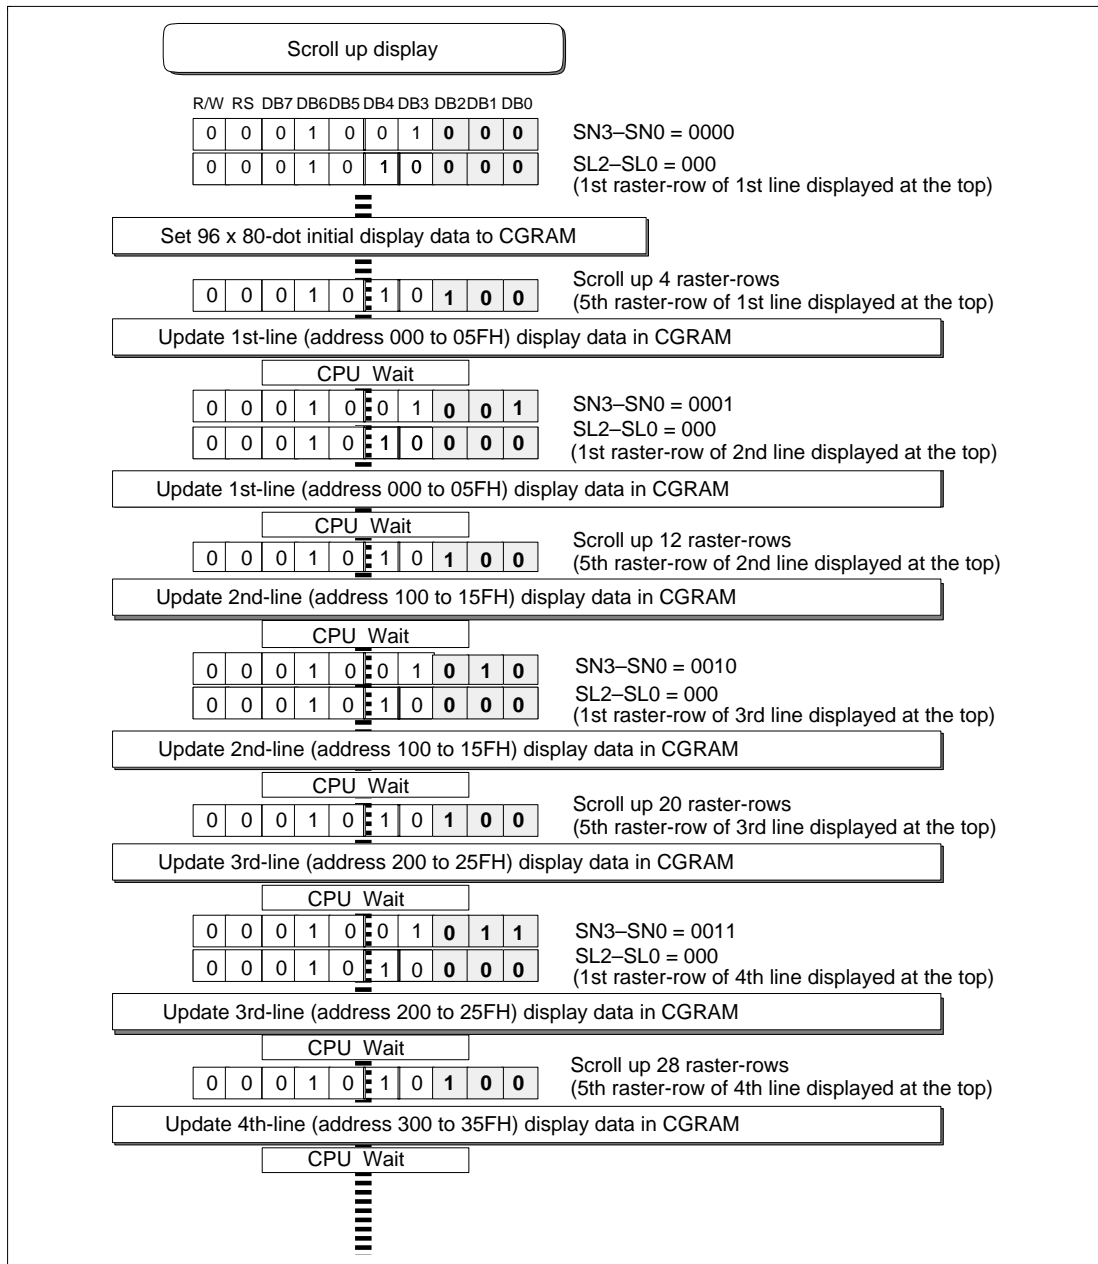 Scroll up display
R/W RS DB7 DB6 DB5 DB4 DB3 DB2 DB1 DB0
0 0 0 1 0 0 1 0 0 0 SN3–SN0 = 0000
0 0 0 1 0 1 0 0 0 0 SL2–SL0 = 000
(1st raster-row of 1st line displayed at the top)
Set 96 x 80-dot initial display data to CGRAM
Scroll up 4 raster-rows
0 0 0 1 0 1 0 1 0 0 (5th raster-row of 1st line displayed at the top)
Update 1st-line (address 000 to 05FH) display data in CGRAM
CPU Wait
0 0 0 1 0 0 1 0 0 1 SN3–SN0 = 0001
0 0 0 1 0 1 0 0 0 0 SL2–SL0 = 000
(1st raster-row of 2nd line displayed at the top)
Update 1st-line (address 000 to 05FH) display data in CGRAM
CPU Wait
Scroll up 12 raster-rows
0 0 0 1 0 1 0 1 0 0 (5th raster-row of 2nd line displayed at the top)
Update 2nd-line (address 100 to 15FH) display data in CGRAM
CPU Wait
0 0 0 1 0 0 1 0 1 0 SN3–SN0 = 0010
0 0 0 1 0 1 0 0 0 0 SL2–SL0 = 000
(1st raster-row of 3rd line displayed at the top)
Update 2nd-line (address 100 to 15FH) display data in CGRAM
CPU Wait
Scroll up 20 raster-rows
0 0 0 1 0 1 0 1 0 0 (5th raster-row of 3rd line displayed at the top)
Update 3rd-line (address 200 to 25FH) display data in CGRAM
CPU Wait
0 0 0 1 0 0 1 0 1 1 SN3–SN0 = 0011
0 0 0 1 0 1 0 0 0 0 SL2–SL0 = 000
(1st raster-row of 4th line displayed at the top)
Update 3rd-line (address 200 to 25FH) display data in CGRAM
CPU Wait
Scroll up 28 raster-rows
0 0 0 1 0 1 0 1 0 0 (5th raster-row of 4th line displayed at the top)
Update 4th-line (address 300 to 35FH) display data in CGRAM
CPU Wait